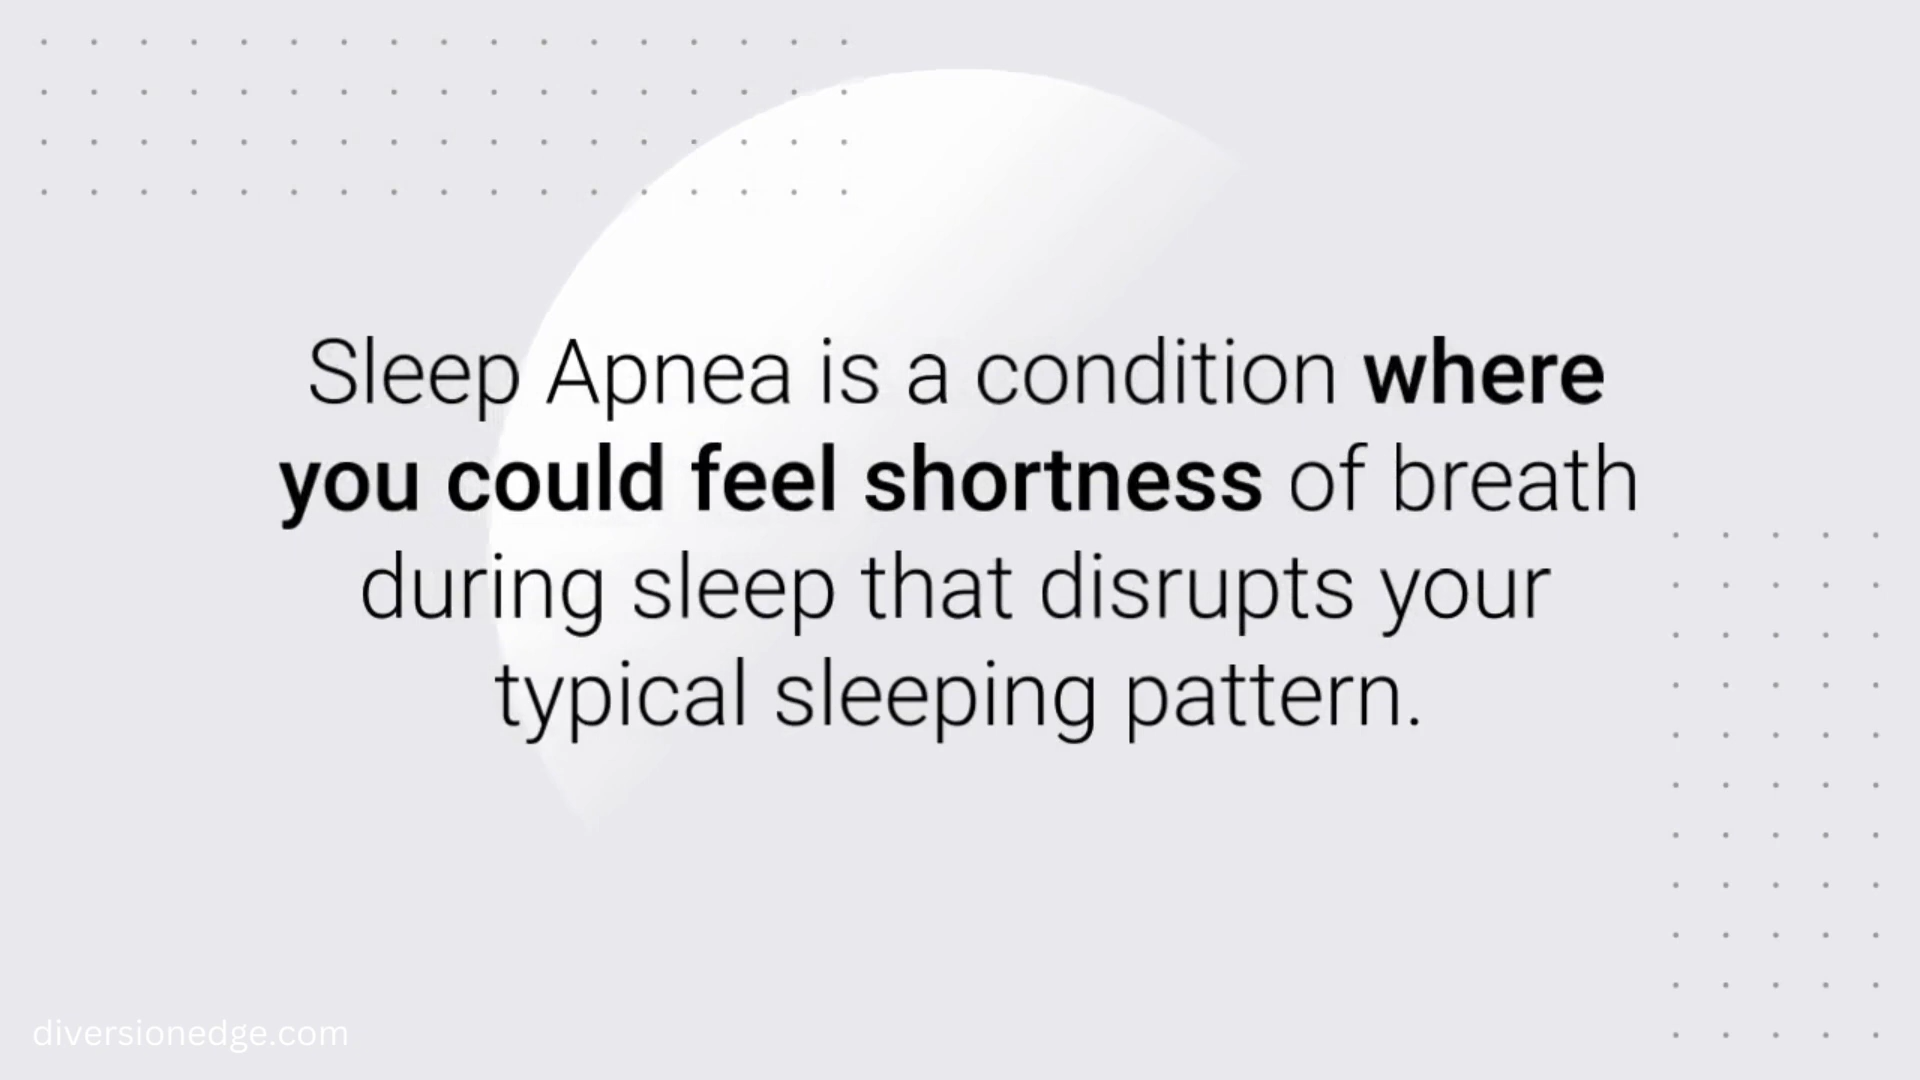 Sleep Apnea is a condition where
you could feel shortness of breath
during sleep that disrupts your
typical sleeping pattern.
diversionedge.com